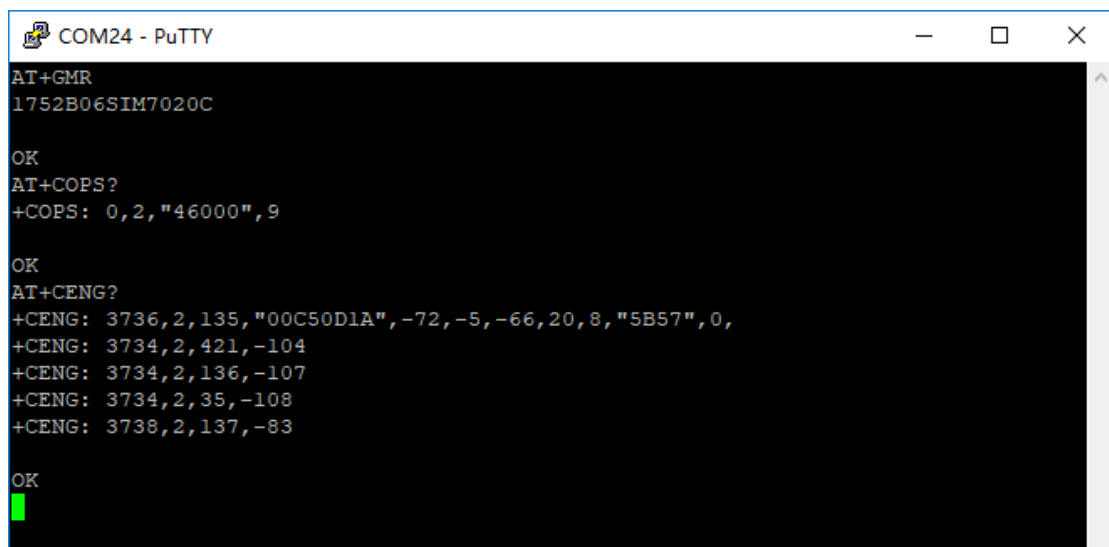 COM24 - PuTTY
AT+GMR
1752B06SIM7020C
OK
AT+COPS?
+COPS: 0,2,"46000",9
OK
AT+CENG?
+CENG: 3736,2,135,"00C50D1A",-72,-5,-66,20,8,"5B57",0,
+CENG: 3734,2,421,-104
+CENG: 3734,2,136,-107
+CENG: 3734,2,35,-108
+CENG: 3738,2,137,-83
OK